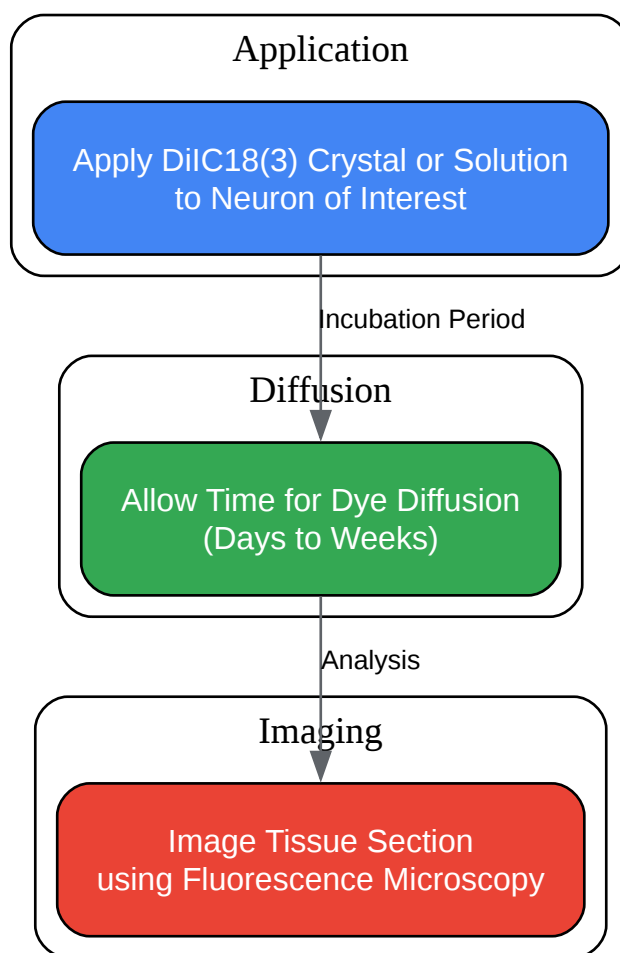 Application
Apply DiIC18(3) Crystal or Solution
to Neuron of Interest
Incubation Period
Diffusion
Allow Time for Dye Diffusion
(Days to Weeks)
Analysis
Imaging
Image Tissue Section
using Fluorescence Microscopy